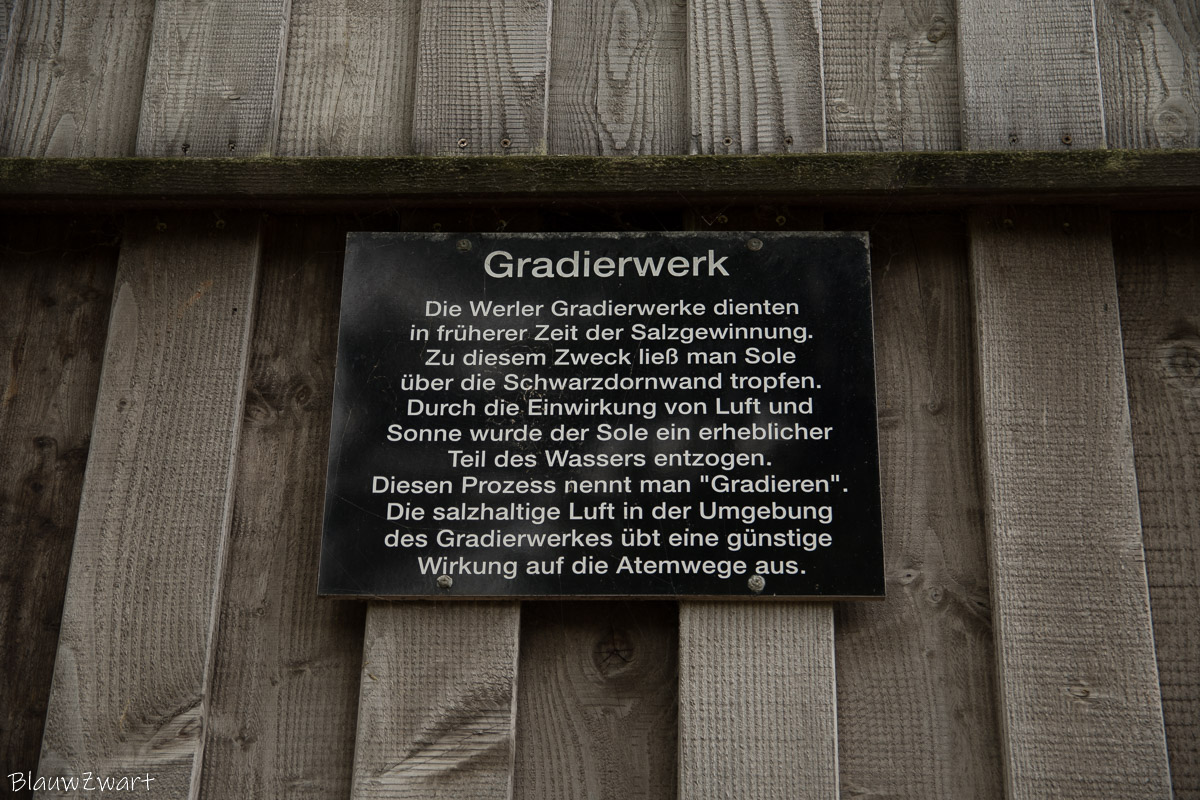 Gradierwerk
Die Werler Gradierwerke dienten
in früherer Zeit der Salzgewinnung.
Zu diesem Zweck ließ man Sole
über die Schwarzdornwand tropfen.
Durch die Einwirkung von Luft und
Sonne wurde der Sole ein erheblicher
Teil des Wassers entzogen.
Diesen Prozess nennt man "Gradieren".
Die salzhaltige Luft in der Umgebung
des Gradierwerkes übt eine günstige
Wirkung auf die Atemwege aus.
BlauwZwart